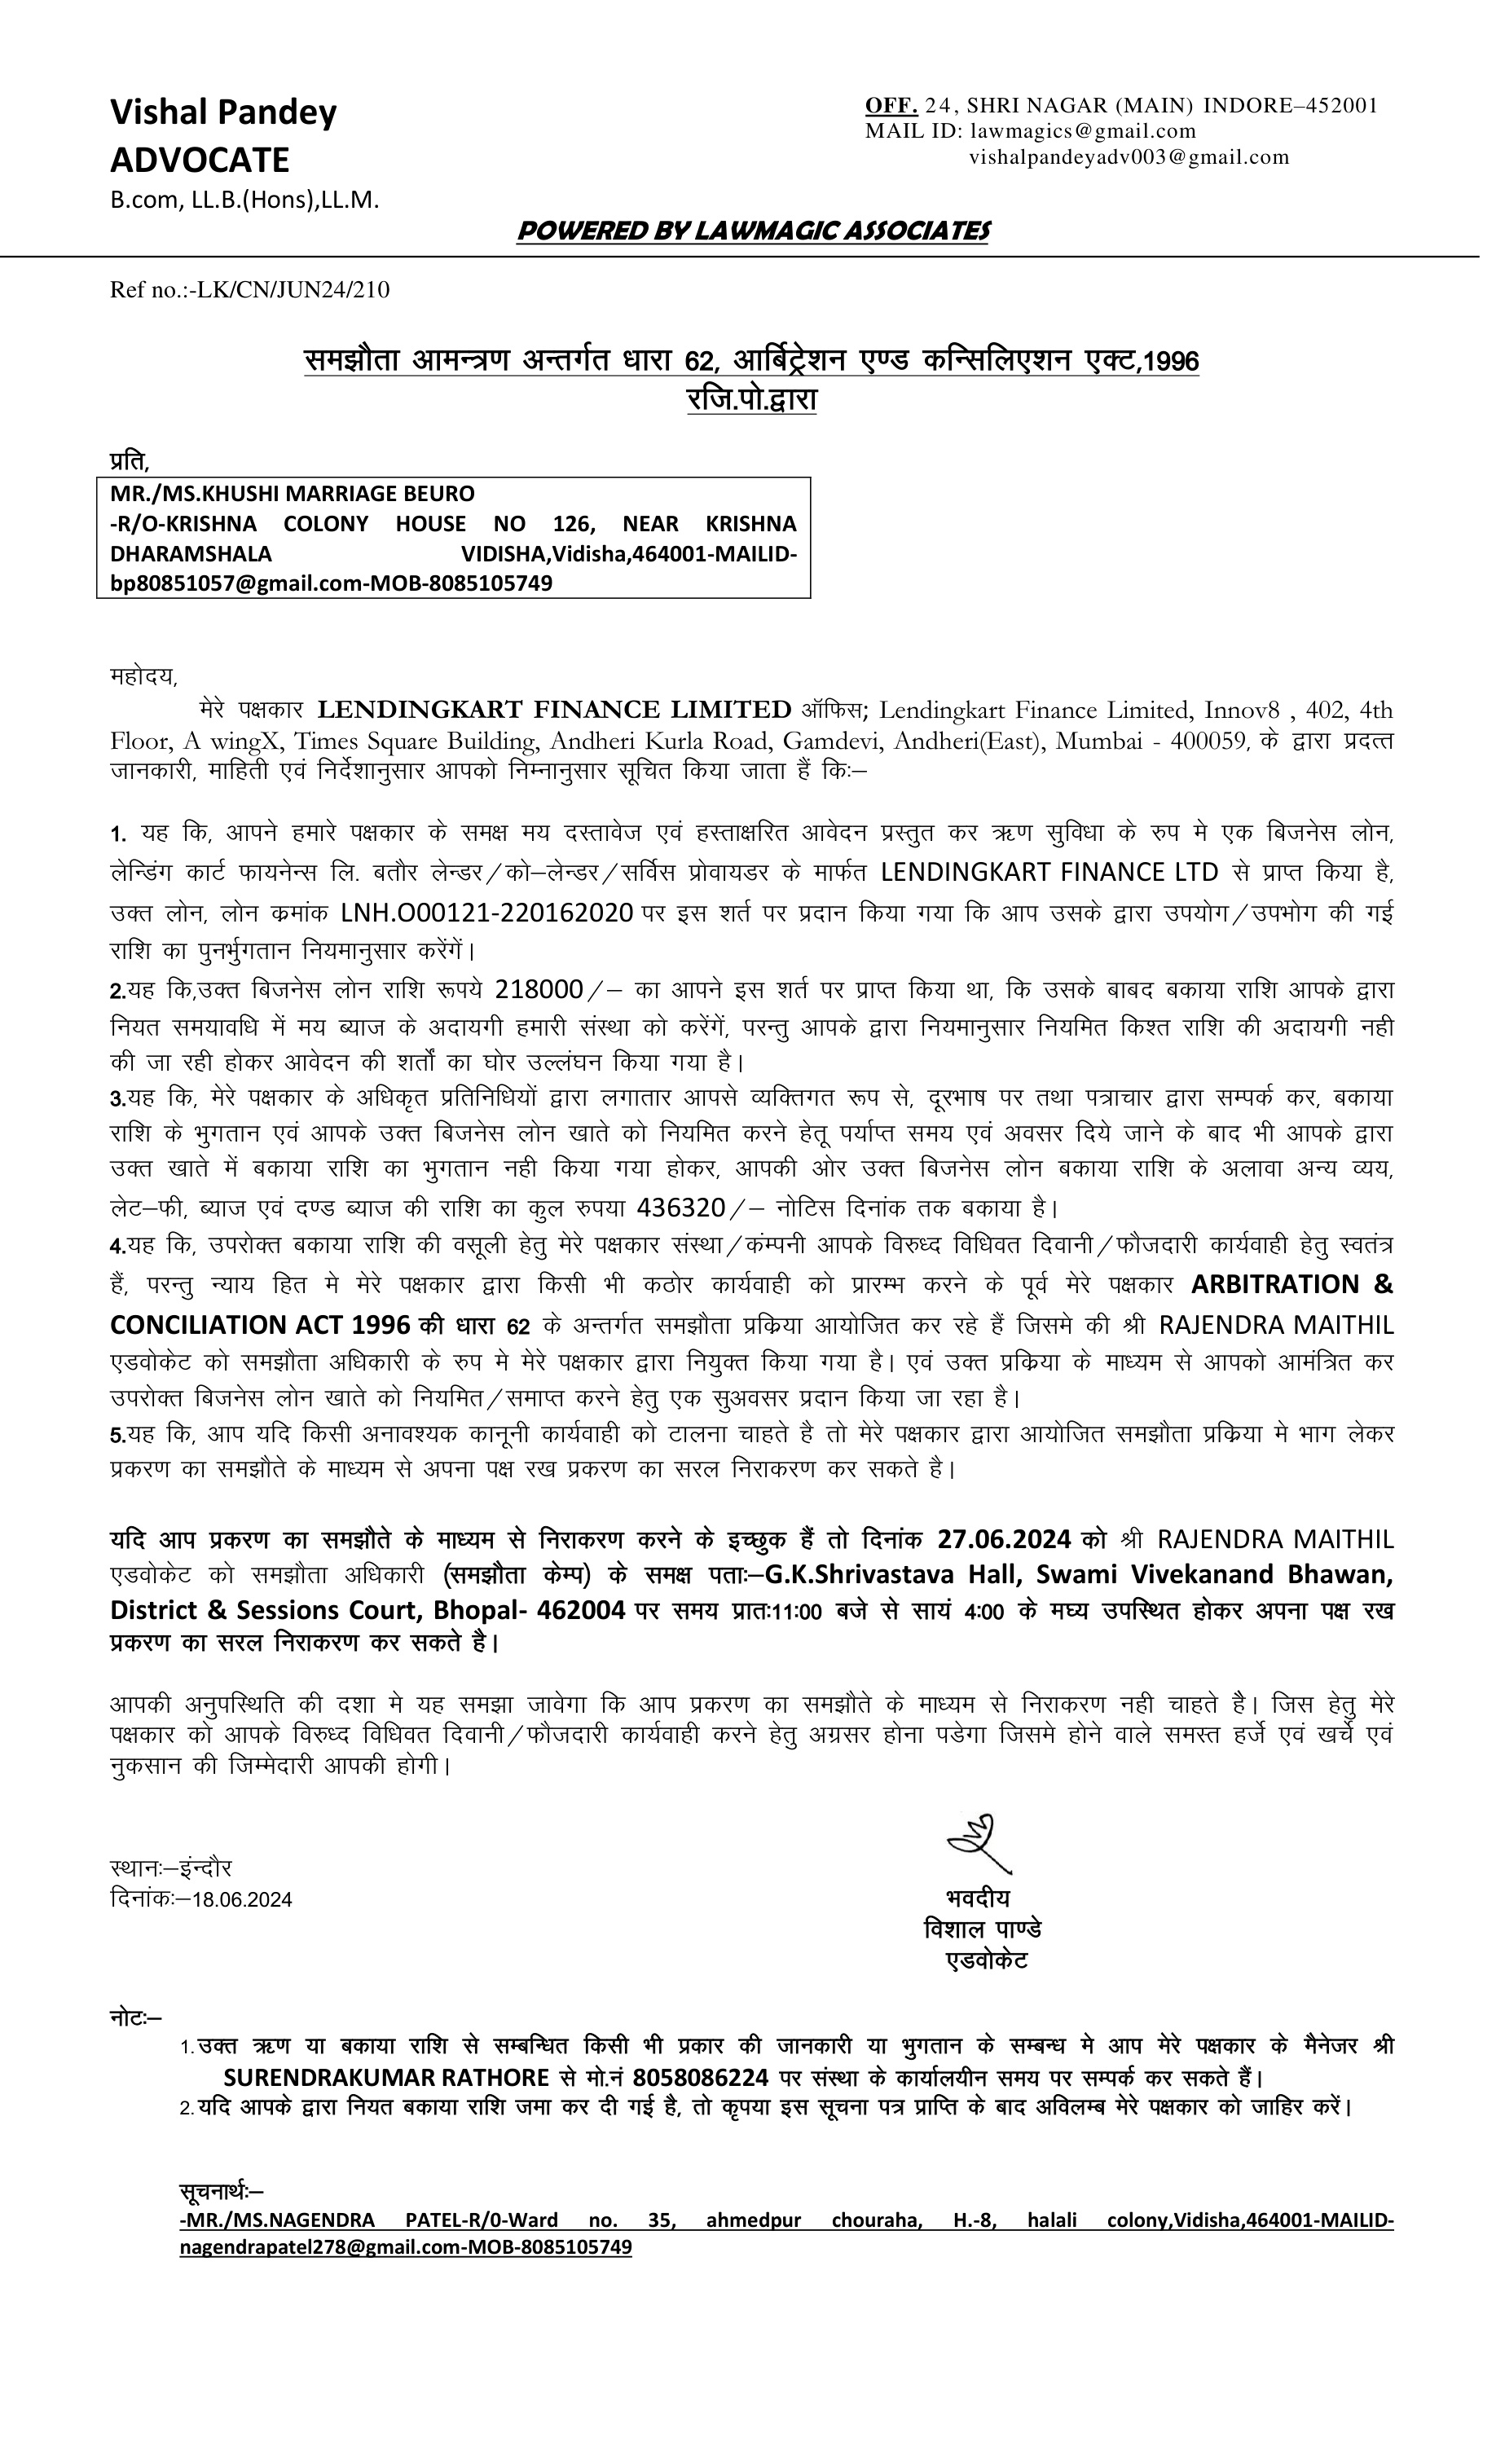 Vishal Pandey
ADVOCATE
B.com, LL.B.(Hons),LL.M.
OFF. 24, SHRI NAGAR (MAIN) INDORE–452001
MAIL ID: lawmagics@gmail.com
vishalpandeyadv003@gmail.com
POWERED BY LAWMAGIC ASSOCIATES
Ref no.:-LK/CN/JUN24/210
समझौता आमन्त्रण अन्तर्गत धारा 62, आर्बिट्रेशन एण्ड कन्सिलिएशन एक्ट,1996
रजि.पो.द्वारा
प्रति,
MR./MS.KHUSHI MARRIAGE BEURO
-R/O-KRISHNA COLONY HOUSE NO 126, NEAR KRISHNA
DHARAMSHALA VIDISHA,Vidisha,464001-MAILID-
bp80851057@gmail.com-MOB-8085105749
महोदय,
मेरे पक्षकार LENDINGKART FINANCE LIMITED ऑफिस; Lendingkart Finance Limited, Innov8 , 402, 4th
Floor, A wingX, Times Square Building, Andheri Kurla Road, Gamdevi, Andheri(East), Mumbai - 400059, के द्वारा प्रदत्त
जानकारी, माहिती एवं निर्देशानुसार आपको निम्नानुसार सूचित किया जाता हैं कि:–
1. यह कि, आपने हमारे पक्षकार के समक्ष मय दस्तावेज एवं हस्ताक्षरित आवेदन प्रस्तुत कर ऋण सुविधा के रुप मे एक बिजनेस लोन,
लेन्डिंग कार्ट फायनेन्स लि. बतौर लेन्डर/को–लेन्डर/सर्विस प्रोवायडर के मार्फत LENDINGKART FINANCE LTD से प्राप्त किया है,
उक्त लोन, लोन क्रमांक LNH.O00121-220162020 पर इस शर्त पर प्रदान किया गया कि आप उसके द्वारा उपयोग/उपभोग की गई
राशि का पुनर्भुगतान नियमानुसार करेंगें।
2.यह कि,उक्त बिजनेस लोन राशि रूपये 218000/– का आपने इस शर्त पर प्राप्त किया था, कि उसके बाबद बकाया राशि आपके द्वारा
नियत समयावधि में मय ब्याज के अदायगी हमारी संस्था को करेंगें, परन्तु आपके द्वारा नियमानुसार नियमित किश्त राशि की अदायगी नही
की जा रही होकर आवेदन की शर्तों का घोर उल्लंघन किया गया है।
3.यह कि, मेरे पक्षकार के अधिकृत प्रतिनिधियों द्वारा लगातार आपसे व्यक्तिगत रूप से, दूरभाष पर तथा पत्राचार द्वारा सम्पर्क कर, बकाया
राशि के भुगतान एवं आपके उक्त बिजनेस लोन खाते को नियमित करने हेतू पर्याप्त समय एवं अवसर दिये जाने के बाद भी आपके द्वारा
उक्त खाते में बकाया राशि का भुगतान नही किया गया होकर, आपकी ओर उक्त बिजनेस लोन बकाया राशि के अलावा अन्य व्यय,
लेट–फी, ब्याज एवं दण्ड ब्याज की राशि का कुल रुपया 436320/– नोटिस दिनांक तक बकाया है।
4.यह कि, उपरोक्त बकाया राशि की वसूली हेतु मेरे पक्षकार संस्था/कंम्पनी आपके विरुध्द विधिवत दिवानी/फौजदारी कार्यवाही हेतु स्वतंत्र
हैं, परन्तु न्याय हित मे मेरे पक्षकार द्वारा किसी भी कठोर कार्यवाही को प्रारम्भ करने के पूर्व मेरे पक्षकार ARBITRATION &
CONCILIATION ACT 1996 की धारा 62 के अन्तर्गत समझौता प्रक्रिया आयोजित कर रहे हैं जिसमे की श्री RAJENDRA MAITHIL
एडवोकेट को समझौता अधिकारी के रुप मे मेरे पक्षकार द्वारा नियुक्त किया गया है। एवं उक्त प्रक्रिया के माध्यम से आपको आमंत्रित कर
उपरोक्त बिजनेस लोन खाते को नियमित/समाप्त करने हेतु एक सुअवसर प्रदान किया जा रहा है।
5.यह कि, आप यदि किसी अनावश्यक कानूनी कार्यवाही को टालना चाहते है तो मेरे पक्षकार द्वारा आयोजित समझौता प्रक्रिया मे भाग लेकर
प्रकरण का समझौते के माध्यम से अपना पक्ष रख प्रकरण का सरल निराकरण कर सकते है।
यदि आप प्रकरण का समझौते के माध्यम से निराकरण करने के इच्छुक हैं तो दिनांक 27.06.2024 को श्री RAJENDRA MAITHIL
एडवोकेट को समझौता अधिकारी (समझौता केम्प) के समक्ष पता:–G.K.Shrivastava Hall, Swami Vivekanand Bhawan,
District & Sessions Court, Bhopal- 462004 पर समय प्रातः11:00 बजे से सायं 4:00 के मघ्य उपस्थित होकर अपना पक्ष रख
प्रकरण का सरल निराकरण कर सकते है।
आपकी अनुपस्थिति की दशा मे यह समझा जावेगा कि आप प्रकरण का समझौते के माध्यम से निराकरण नही चाहते है। जिस हेतु मेरे
पक्षकार को आपके विरुध्द विधिवत दिवानी/फौजदारी कार्यवाही करने हेतु अग्रसर होना पडेगा जिसमे होने वाले समस्त हर्जे एवं खर्चे एवं
नुकसान की जिम्मेदारी आपकी होगी।
स्थान:–इंन्दौर
दिनांक:–18.06.2024
भवदीय
विशाल पाण्डे
एडवोकेट
नोट:–
1.उक्त ऋण या बकाया राशि से सम्बन्धित किसी भी प्रकार की जानकारी या भुगतान के सम्बन्ध मे आप मेरे पक्षकार के मैनेजर श्री
SURENDRAKUMAR RATHORE से मो.नं 8058086224 पर संस्था के कार्यालयीन समय पर सम्पर्क कर सकते हैं।
2.यदि आपके द्वारा नियत बकाया राशि जमा कर दी गई है, तो कृपया इस सूचना पत्र प्राप्ति के बाद अविलम्ब मेरे पक्षकार को जाहिर करें।
सूचनार्थ:–
-MR./MS.NAGENDRA PATEL-R/0-Ward no. 35, ahmedpur chouraha, H.-8, halali colony,Vidisha,464001-MAILID-
nagendrapatel278@gmail.com-MOB-8085105749